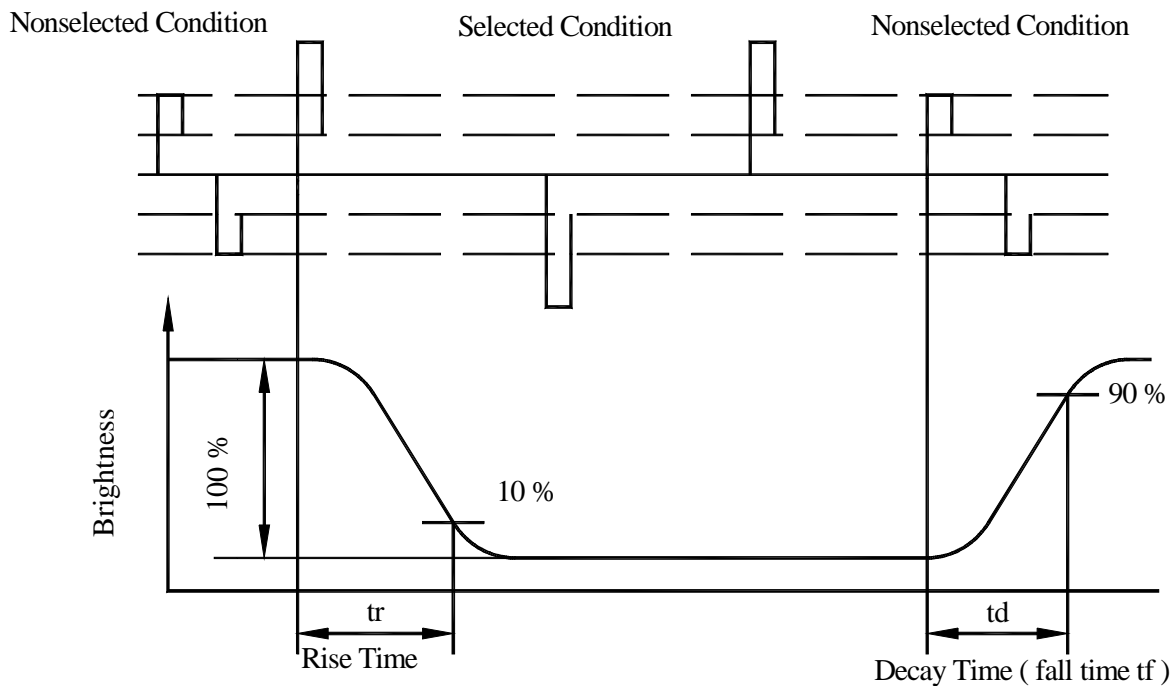 Nonselected Condition
Selected Condition
Nonselected Condition
Brightness
100 %
10 %
90 %
tr
Rise Time
td
Decay Time ( fall time tf )